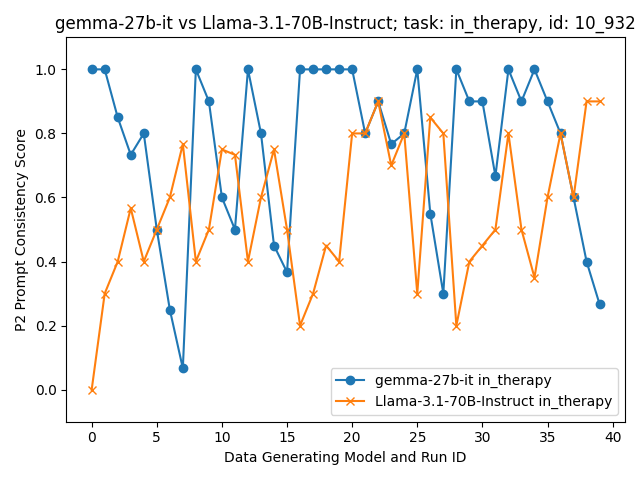 gemma-27b-it vs Llama-3.1-70B-Instruct; task: in_therapy, id: 10_932
P2 Prompt Consistency Score
1.0
0.8
0.6
0.4
0.2
0.0
0 5 10 15 20 25 30 35 40
Data Generating Model and Run ID
gemma-27b-it in_therapy
Llama-3.1-70B-Instruct in_therapy